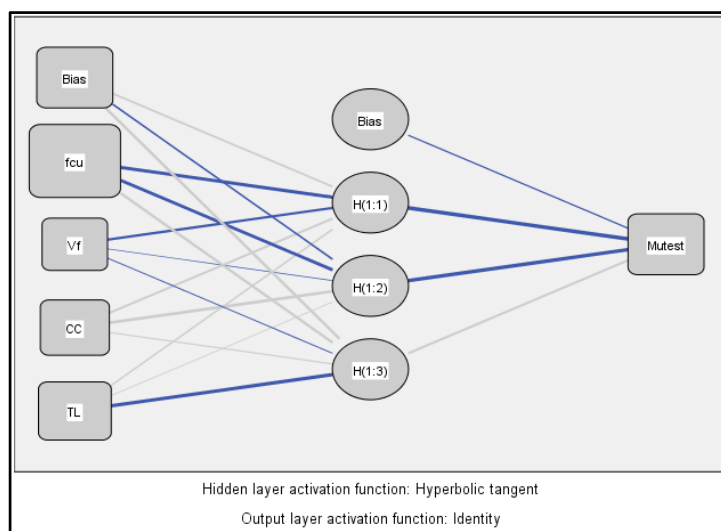 Bias
fcu
Vf
CC
TL
Bias
H(1:1)
H(1:2)
H(1:3)
Mutest
Hidden layer activation function: Hyperbolic tangent
Output layer activation function: Identity